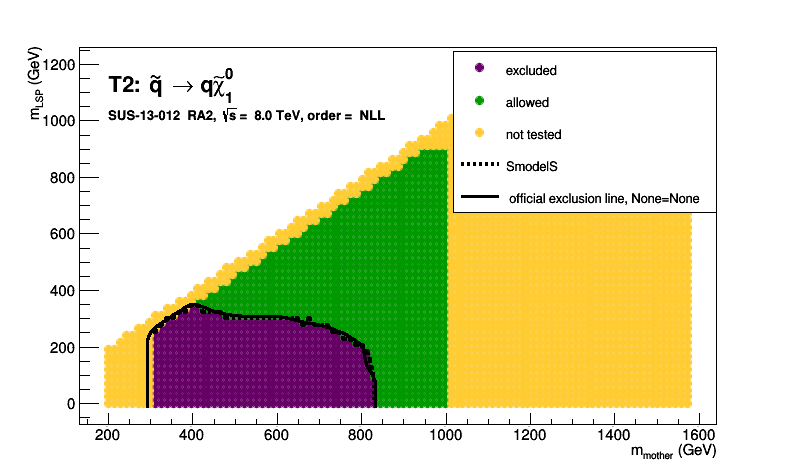 m_LSP (GeV)
1200
1000
800
600
400
200
0
T2: q̃ → qχ̃₁⁰
SUS-13-012 RA2, √s = 8.0 TeV, order = NLL
excluded
allowed
not tested
SmodelS
official exclusion line, None=None
200 400 600 800 1000 1200 1400 1600
m_mother (GeV)